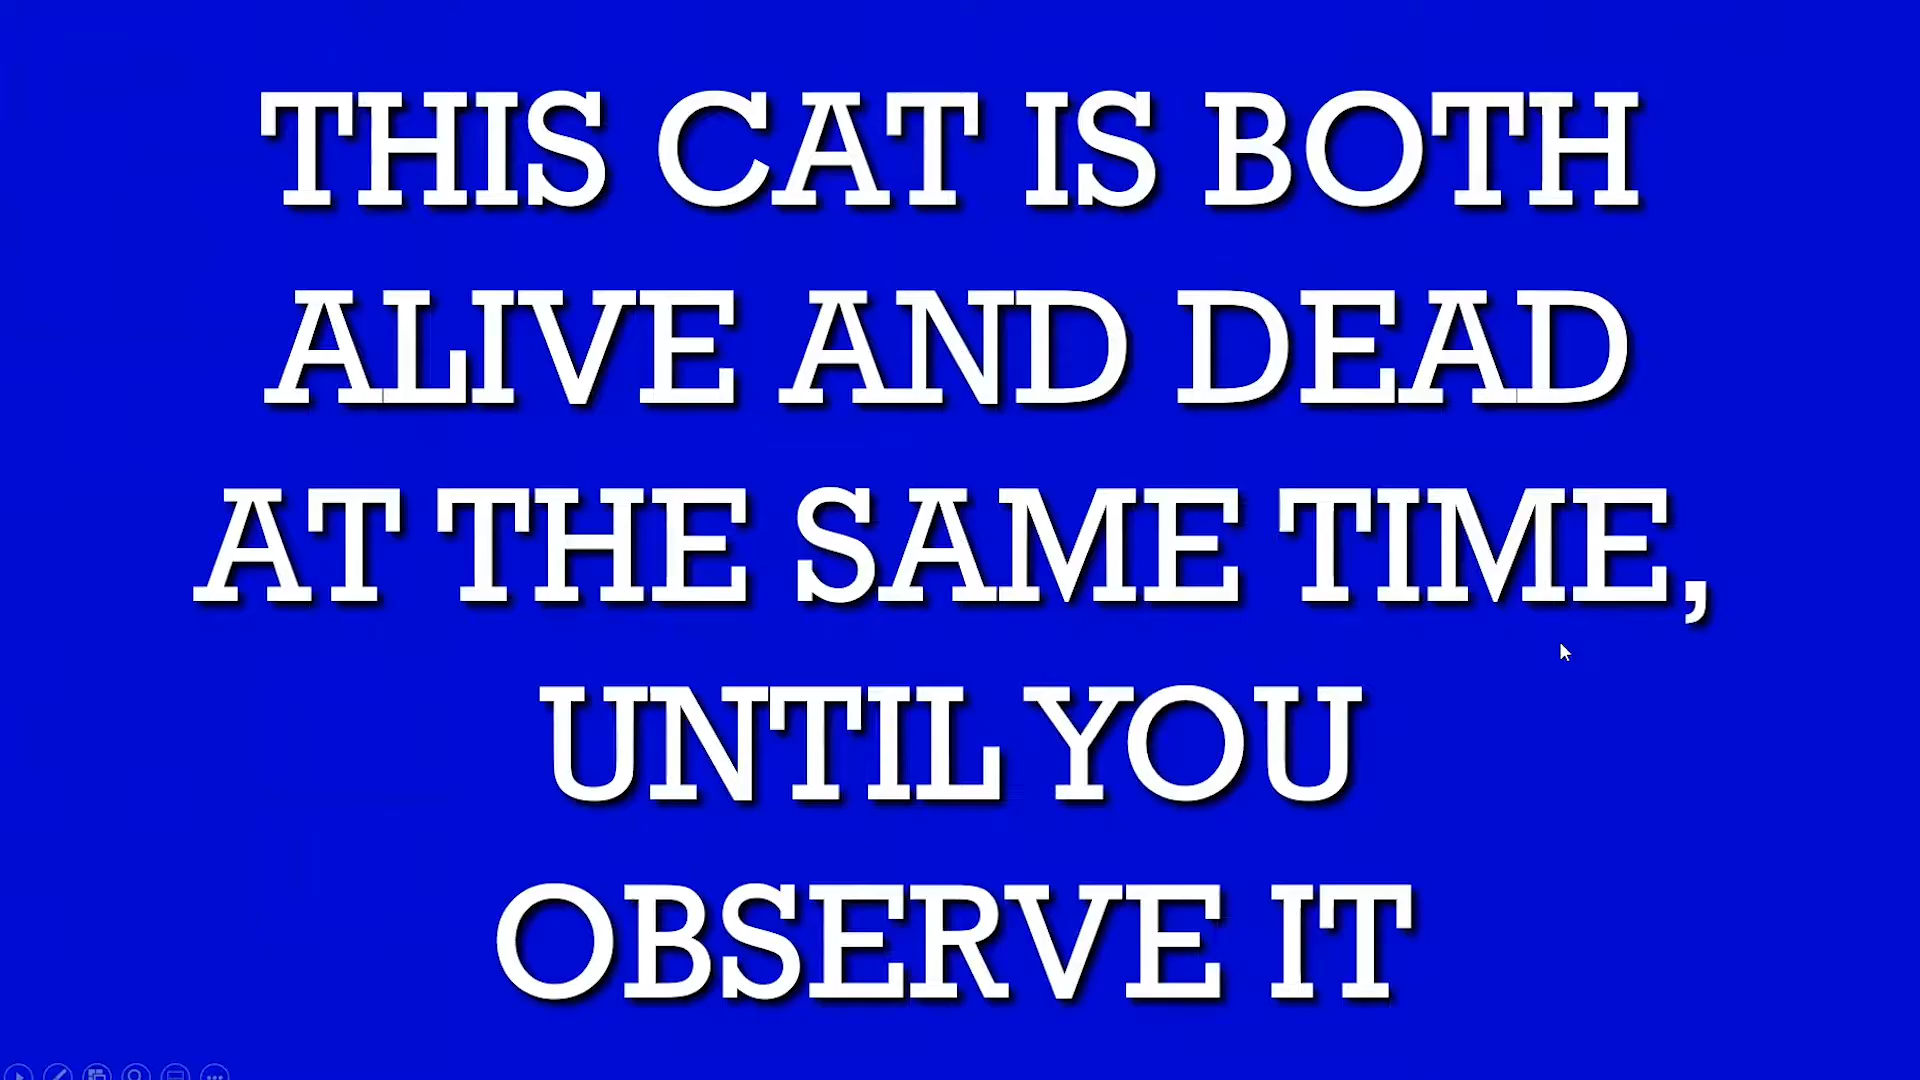 THIS CAT IS BOTH
ALIVE AND DEAD
AT THE SAME TIME,
UNTIL YOU
OBSERVE IT